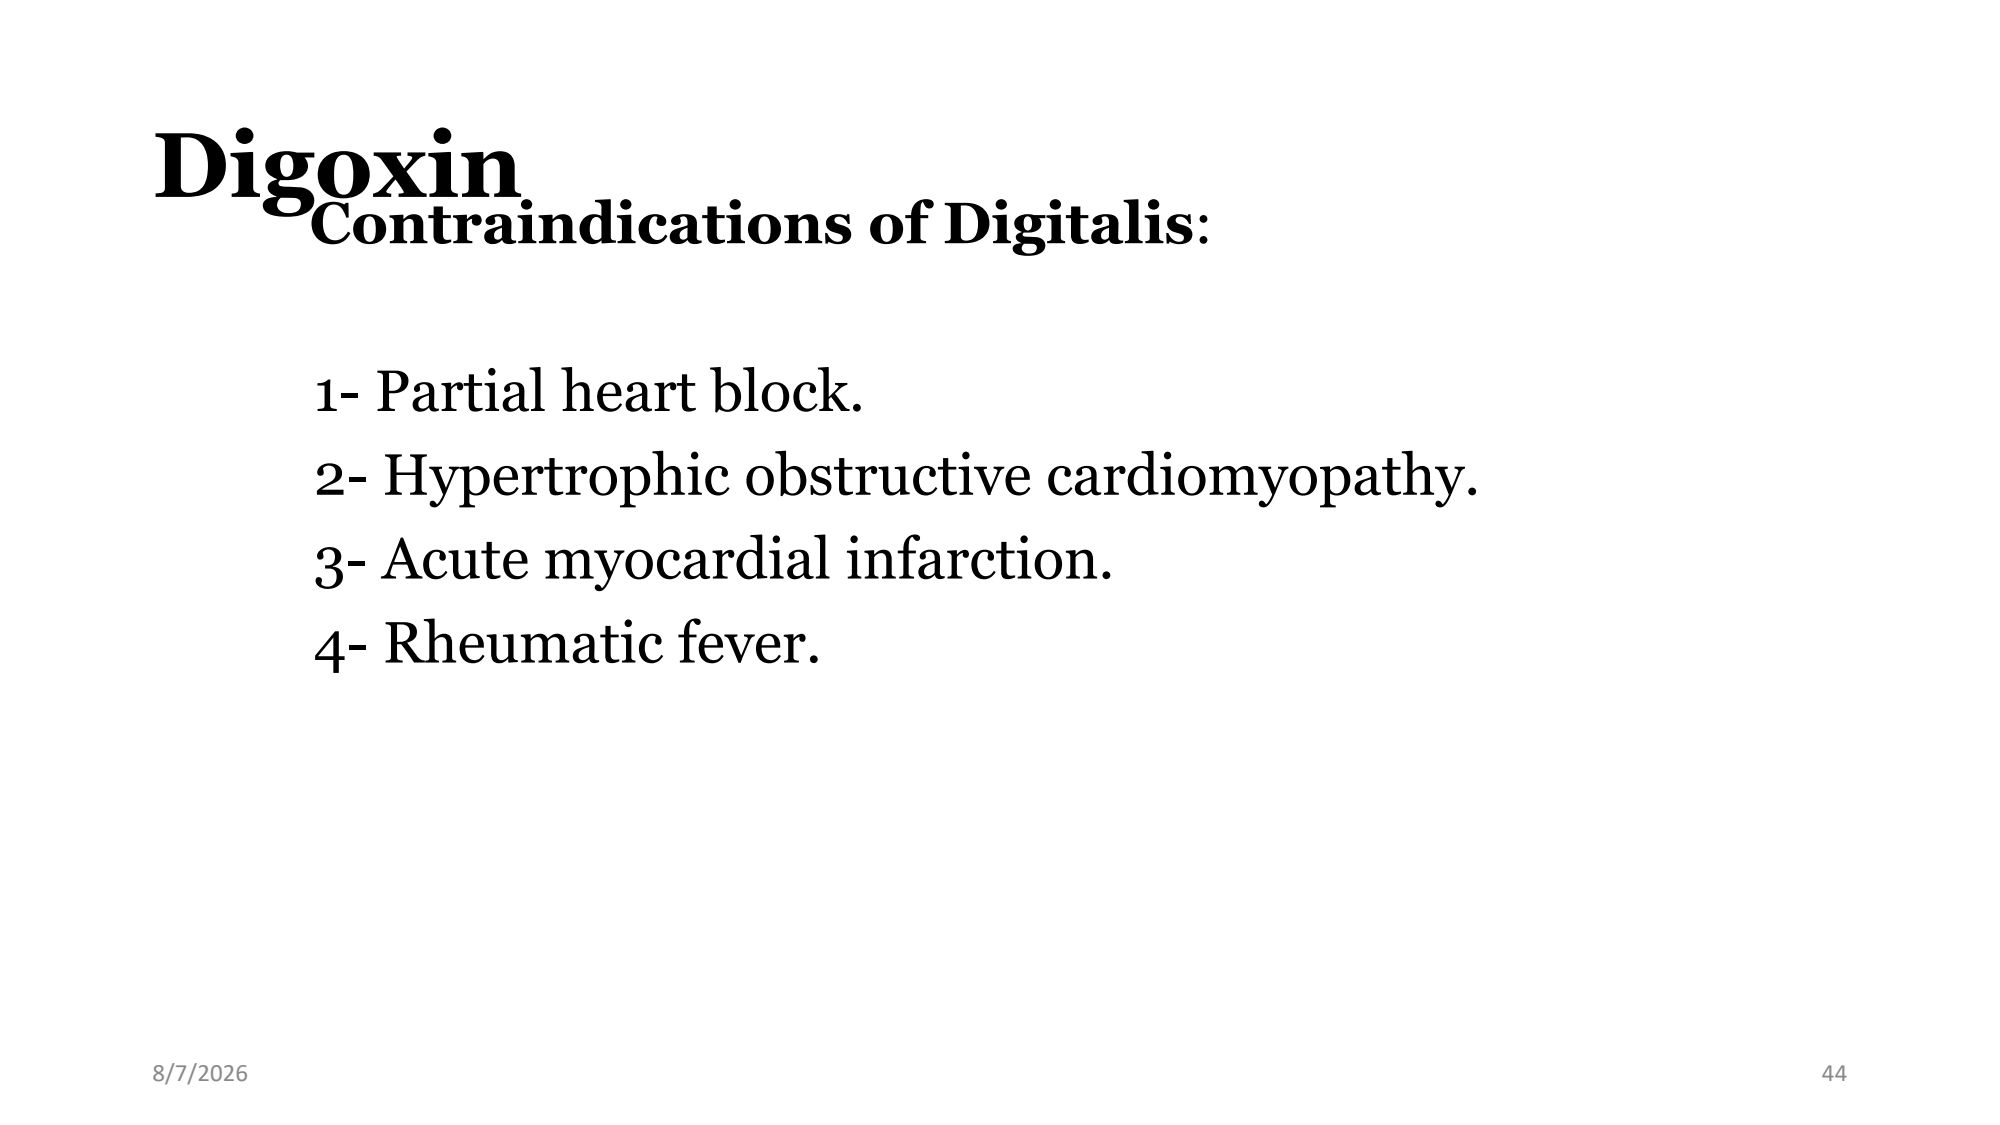 Digoxin
Contraindications of Digitalis:
1- Partial heart block.
2- Hypertrophic obstructive cardiomyopathy.
3- Acute myocardial infarction.
4- Rheumatic fever.
8/7/2026
44